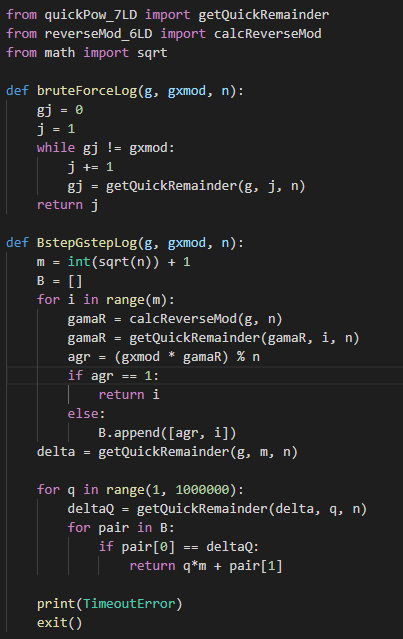 from quickPow_7LD import getQuickRemainder
from reverseMod_6LD import calcReverseMod
from math import sqrt

def bruteForceLog(g, gxmod, n):
    gj = 0
    j = 1
    while gj != gxmod:
        j += 1
        gj = getQuickRemainder(g, j, n)
    return j

def BstepGstepLog(g, gxmod, n):
    m = int(sqrt(n)) + 1
    B = []
    for i in range(m):
        gamaR = calcReverseMod(g, n)
        gamaR = getQuickRemainder(gamaR, i, n)
        agr = (gxmod * gamaR) % n
        if agr == 1:
            return i
        else:
            B.append([agr, i])
    delta = getQuickRemainder(g, m, n)

    for q in range(1, 1000000):
        deltaQ = getQuickRemainder(delta, q, n)
        for pair in B:
            if pair[0] == deltaQ:
                return q*m + pair[1]

    print(TimeoutError)
    exit()